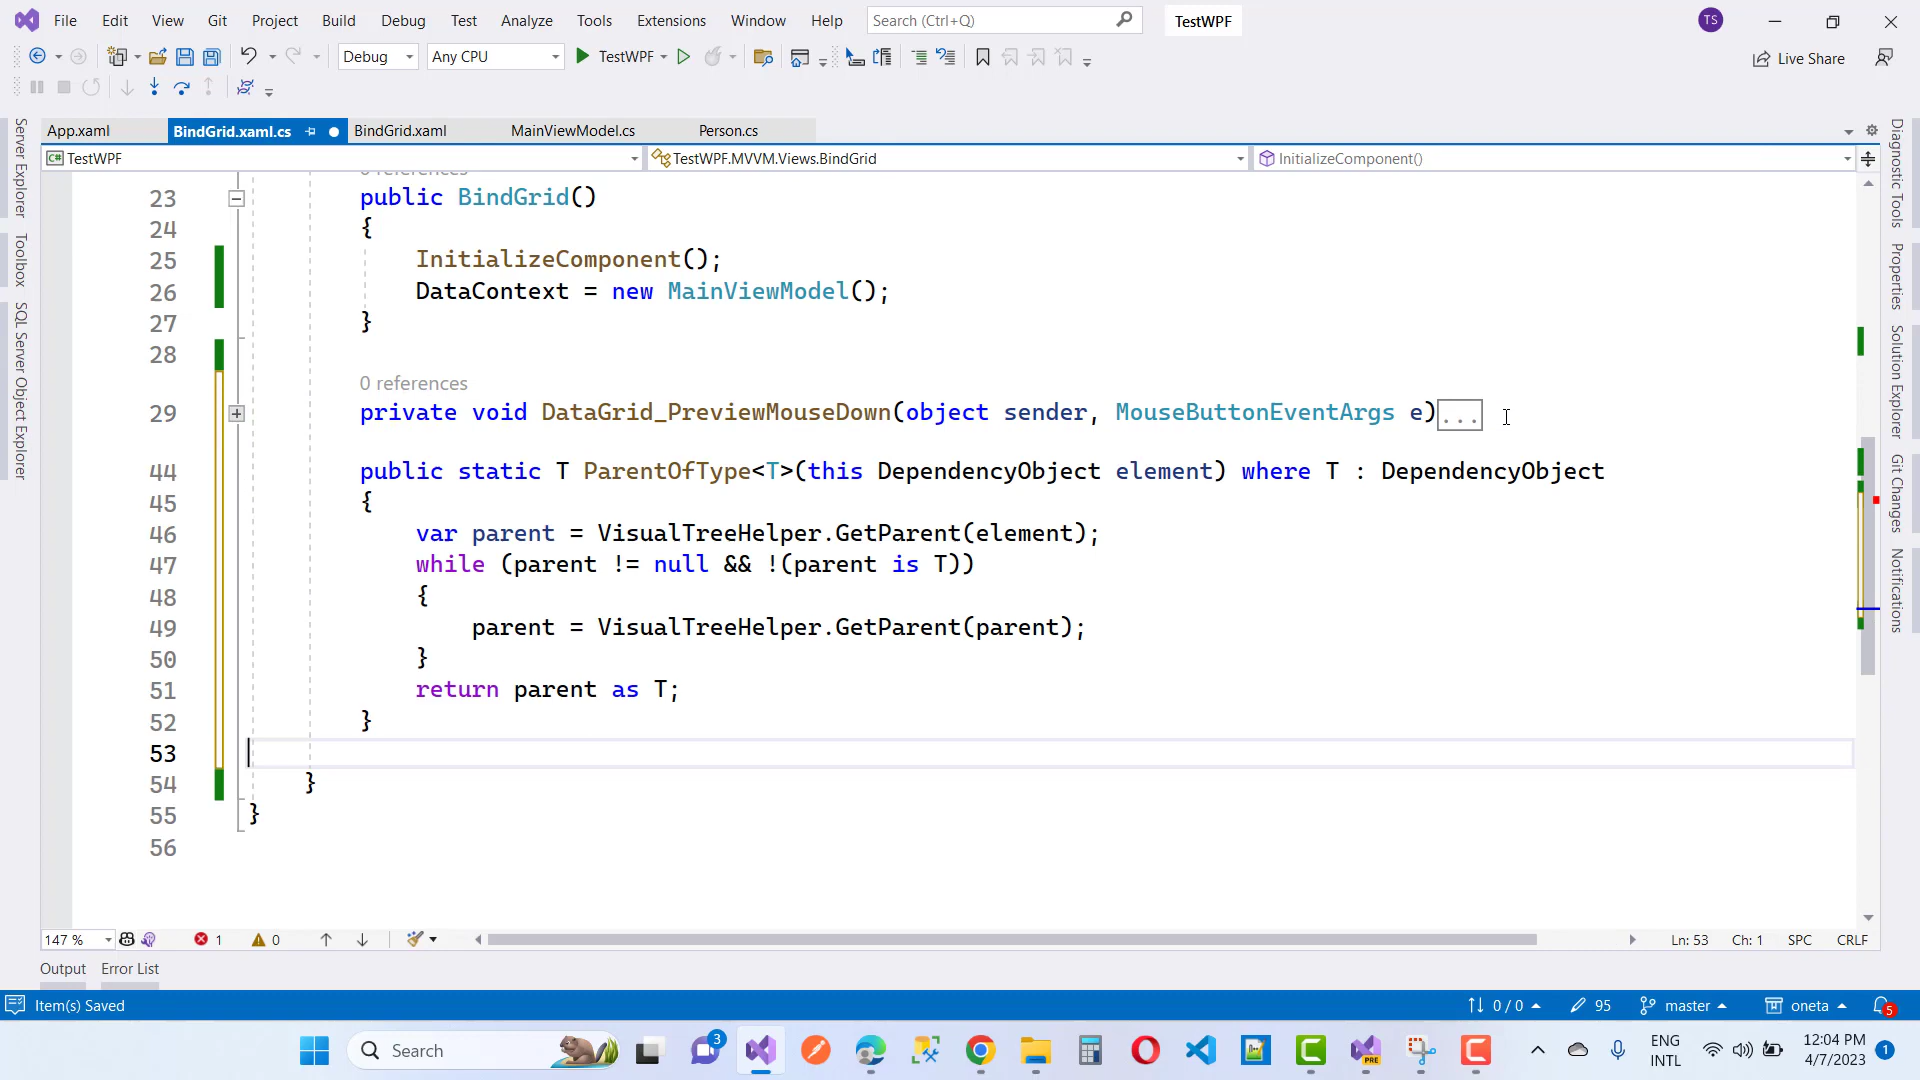 File Edit View Git Project Build Debug Test Analyze Tools Extensions Window Help Search (Ctrl+Q) TestWPF TS
Debug Any CPU TestWPF Live Share
App.xaml BindGrid.xaml.cs BindGrid.xaml MainViewModel.cs Person.cs
C# TestWPF TestWPF.MVVM.Views.BindGrid InitializeComponent()
Server Explorer
Toolbox
SQL Server Object Explorer
0 references
23 public BindGrid()
24 {
25 InitializeComponent();
26 DataContext = new MainViewModel();
27 }
28
0 references
29 private void DataGrid_PreviewMouseDown(object sender, MouseButtonEventArgs e)...
44 public static T ParentOfType<T>(this DependencyObject element) where T : DependencyObject
45 {
46 var parent = VisualTreeHelper.GetParent(element);
47 while (parent != null && !(parent is T))
48 {
49 parent = VisualTreeHelper.GetParent(parent);
50 }
51 return parent as T;
52 }
53
54 }
55 }
56
Diagnostic Tools
Properties
Solution Explorer
Git Changes
Notifications
147 % 1 0 Ln: 53 Ch: 1 SPC CRLF
Output Error List
Item(s) Saved 0 / 0 95 master oneta 5
Search 3 PRE ENG INTL 12:04 PM 4/7/2023 1